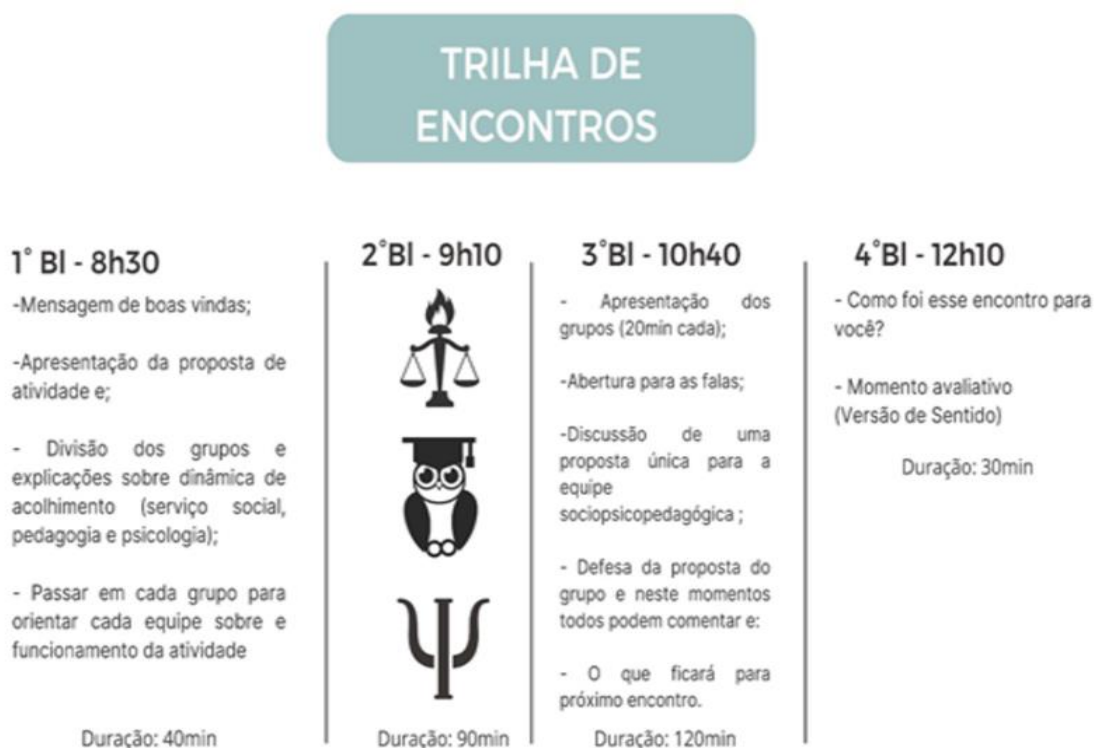 TRILHA DE
ENCONTROS
1° Bl - 8h30
-Mensagem de boas vindas;
-Apresentação da proposta de
atividade e;
- Divisão dos grupos e
explicações sobre dinâmica de
acolhimento (serviço social,
pedagogia e psicologia);
- Passar em cada grupo para
orientar cada equipe sobre e
funcionamento da atividade
Duração: 40min
2°Bl - 9h10
Duração: 90min
3°Bl - 10h40
- Apresentação dos
grupos (20min cada);
-Abertura para as falas;
-Discussão de uma
proposta única para a
equipe
sociopsicopedagógica ;
- Defesa da proposta do
grupo e neste momentos
todos podem comentar e:
- O que ficará para
próximo encontro.
Duração: 120min
4°Bl - 12h10
- Como foi esse encontro para
você?
- Momento avaliativo
(Versão de Sentido)
Duração: 30min